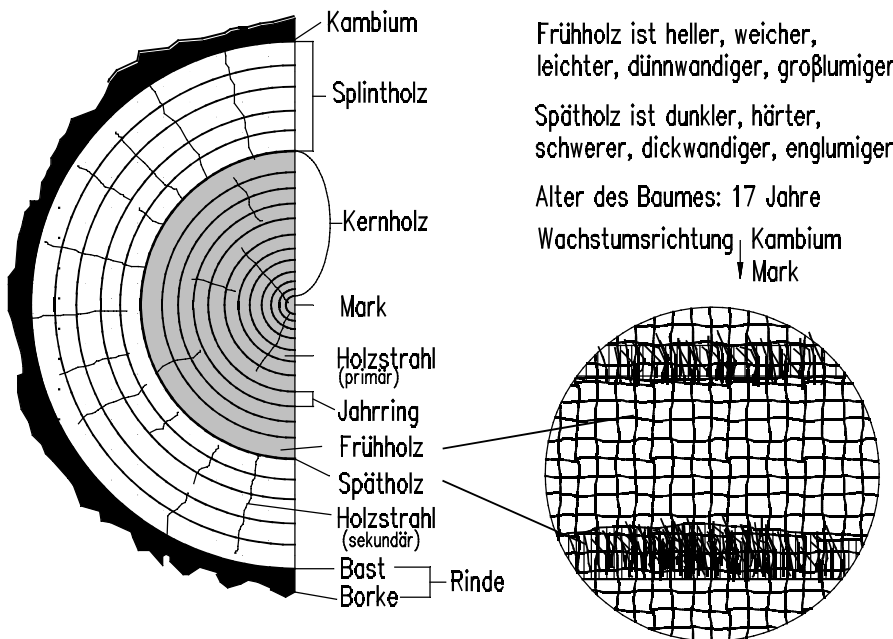 Kambium
Splintholz
Kernholz
Mark
Holzstrahl
(primär)
Jahrring
Frühholz
Spätholz
Holzstrahl
(sekundär)
Bast
Borke
Rinde
Frühholz ist heller, weicher,
leichter, dünnwandiger, großlumiger
Spätholz ist dunkler, härter,
schwerer, dickwandiger, englumiger
Alter des Baumes: 17 Jahre
Wachstumsrichtung Kambium
Mark